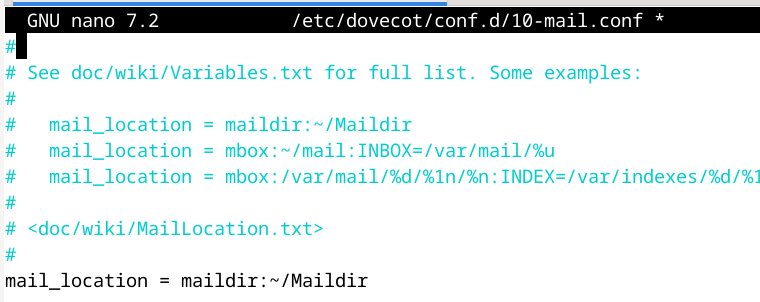 GNU nano 7.2 /etc/dovecot/conf.d/10-mail.conf *
#
# See doc/wiki/Variables.txt for full list. Some examples:
#
#   mail_location = maildir:~/Maildir
#   mail_location = mbox:~/mail:INBOX=/var/mail/%u
#   mail_location = mbox:/var/mail/%d/%1n/%n:INDEX=/var/indexes/%d/%1
#
# <doc/wiki/MailLocation.txt>
#
mail_location = maildir:~/Maildir